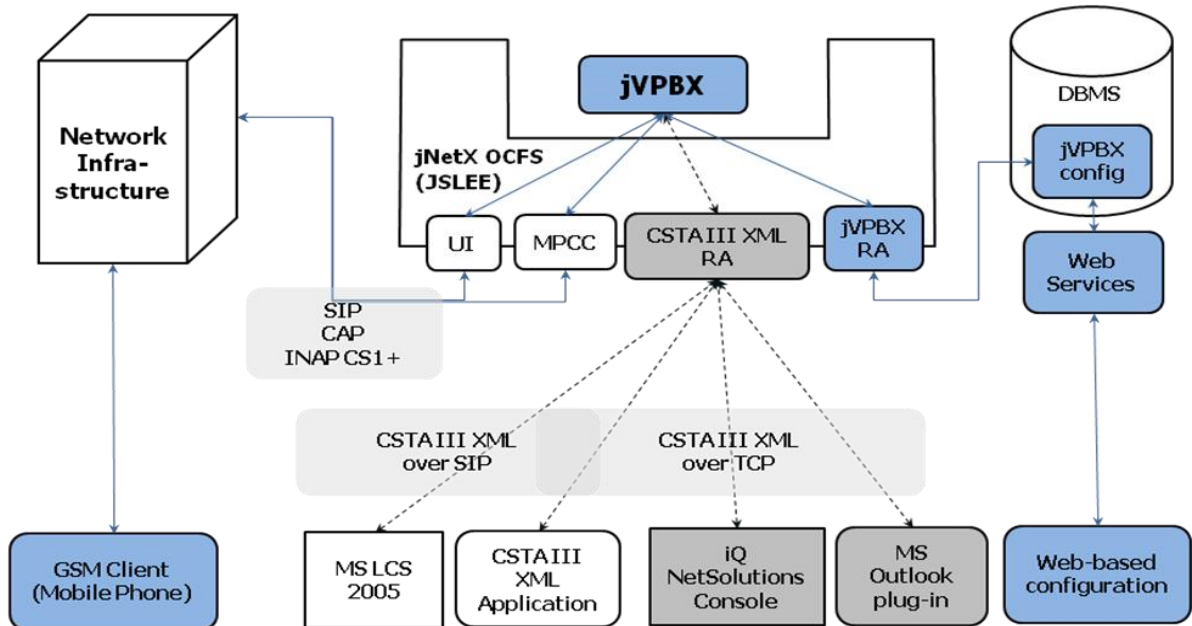 Network
Infra-
structure
jVPBX
jNetX OCFS
(JSLEE)
UI
MPCC
CSTA III XML
RA
jVPBX
RA
DBMS
jVPBX
config
Web
Services
SIP
CAP
INAP CS1+
CSTA III XML
over SIP
CSTA III XML
over TCP
GSM Client
(Mobile Phone)
MS LCS
2005
CSTA III
XML
Application
iQ
NetSolutions
Console
MS
Outlook
plug-in
Web-based
configuration